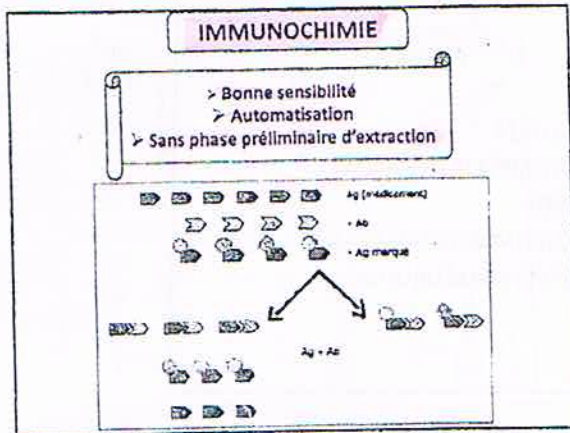 IMMUNOCHIMIE
➢ Bonne sensibilité
➢ Automatisation
➢ Sans phase préliminaire d'extraction
Ag (médicament)
+ Ab
+ Ag marqué
Ag + Ab